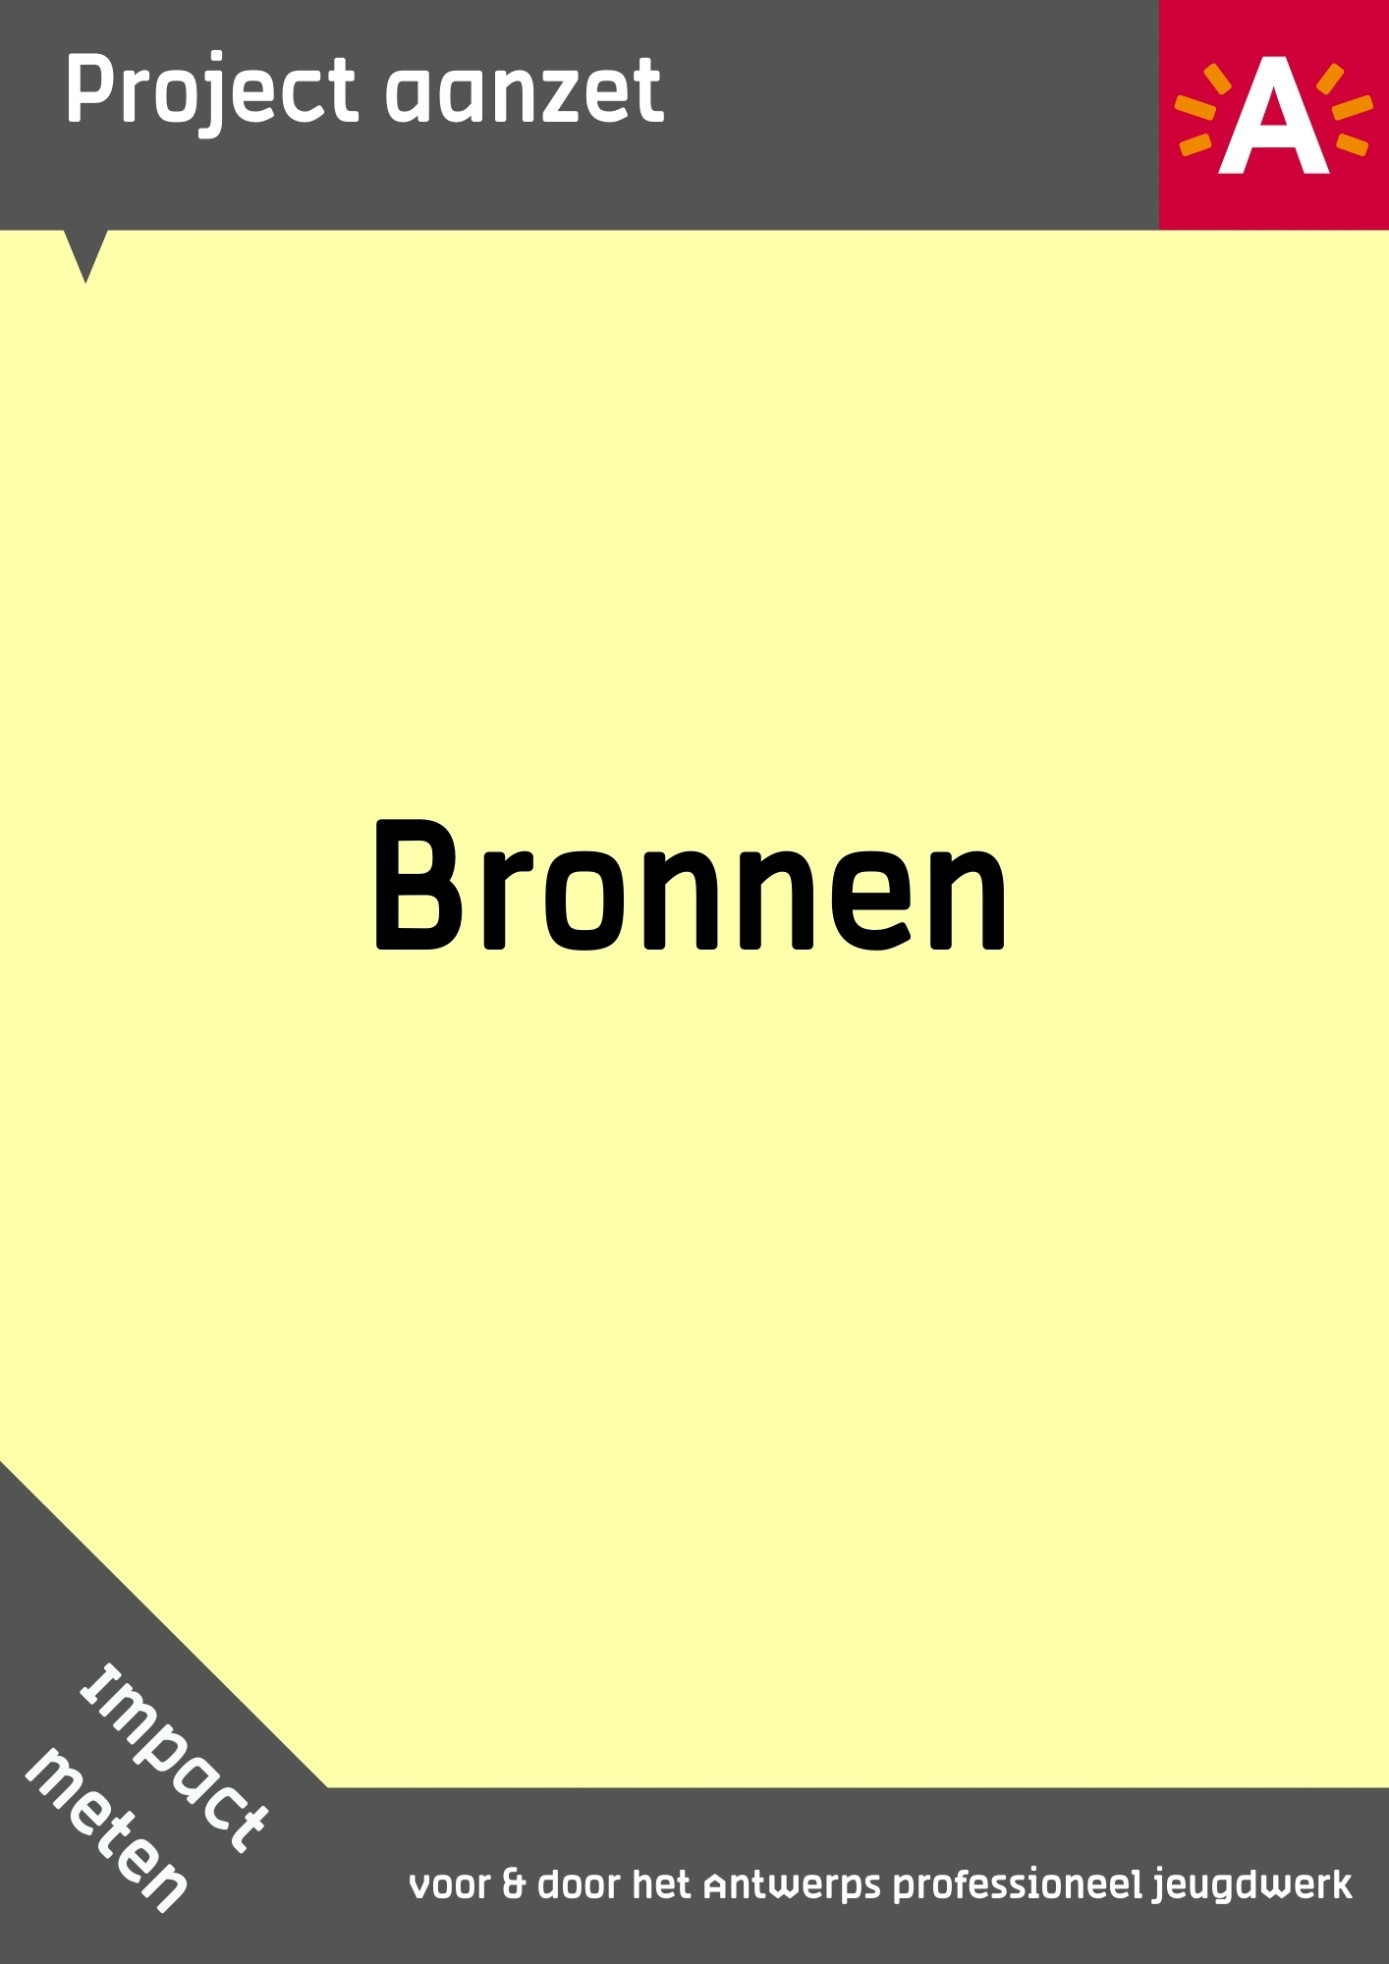 Project aanzet
A
Bronnen
Impact
meten
voor & door het Antwerps professioneel jeugdwerk